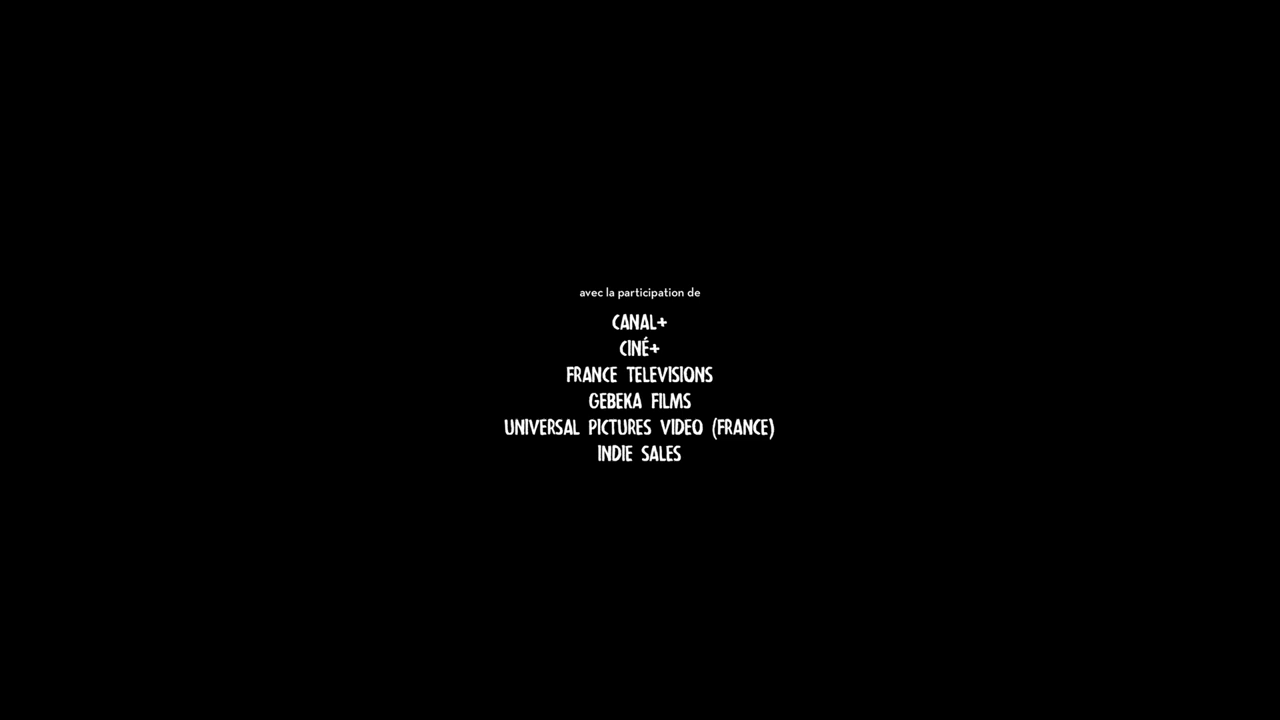 avec la participation de
CANAL+
CINÉ+
FRANCE TELEVISIONS
GEBEKA FILMS
UNIVERSAL PICTURES VIDEO (FRANCE)
INDIE SALES